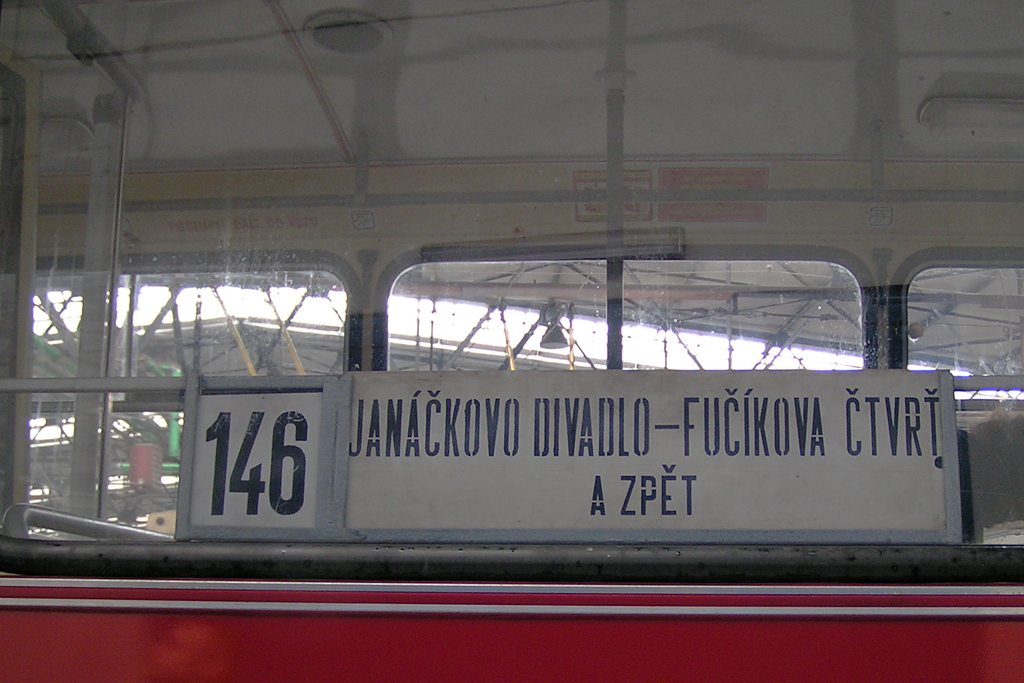 146
JANÁČKOVO DIVADLO–FUČÍKOVA ČTVRŤ
A ZPĚT